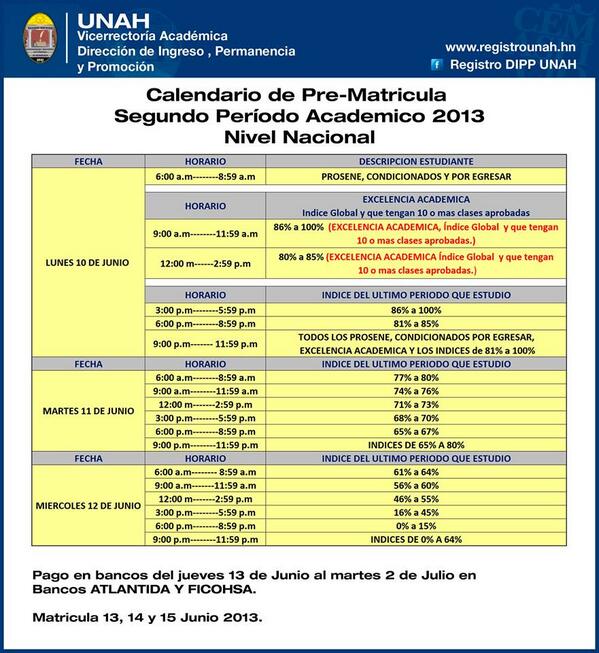 UNAH
Vicerrectoría Académica
Dirección de Ingreso , Permanencia
y Promoción
www.registrounah.hn
f Registro DIPP UNAH
Calendario de Pre-Matricula
Segundo Período Academico 2013
Nivel Nacional
FECHA HORARIO DESCRIPCION ESTUDIANTE
LUNES 10 DE JUNIO
6:00 a.m--------8:59 a.m PROSENE, CONDICIONADOS Y POR EGRESAR
HORARIO EXCELENCIA ACADEMICA
Indice Global y que tengan 10 o mas clases aprobadas
9:00 a.m--------11:59 a.m 86% a 100% (EXCELENCIA ACADEMICA, Índice Global y que tengan
10 o mas clases aprobadas.)
12:00 m------2:59 p.m 80% a 85% (EXCELENCIA ACADEMICA Índice Global y que tengan
10 o mas clases aprobadas.)
HORARIO INDICE DEL ULTIMO PERIODO QUE ESTUDIO
3:00 p.m--------5:59 p.m 86% a 100%
6:00 p.m--------8:59 p.m 81% a 85%
9:00 p.m------- 11:59 p.m TODOS LOS PROSENE, CONDICIONADOS POR EGRESAR,
EXCELENCIA ACADEMICA Y LOS INDICES de 81% a 100%
FECHA HORARIO INDICE DEL ULTIMO PERIODO QUE ESTUDIO
MARTES 11 DE JUNIO
6:00 a.m--------8:59 a.m 77% a 80%
9:00 a.m-------11:59 a.m 74% a 76%
12:00 m--------2:59 p.m 71% a 73%
3:00 p.m--------5:59 p.m 68% a 70%
6:00 p.m--------8:59 p.m 65% a 67%
9:00 p.m--------11:59 p.m INDICES DE 65% A 80%
FECHA HORARIO INDICE DEL ULTIMO PERIODO QUE ESTUDIO
MIERCOLES 12 DE JUNIO
6:00 a.m-------- 8:59 a.m 61% a 64%
9:00 a.m--------11:59 a.m 56% a 60%
12:00 m-------2:59 p.m 46% a 55%
3:00 p.m--------5:59 p.m 16% a 45%
6:00 p.m--------8:59 p.m 0% a 15%
9:00 p.m--------11:59 p.m INDICES DE 0% A 64%
Pago en bancos del jueves 13 de Junio al martes 2 de Julio en
Bancos ATLANTIDA Y FICOHSA.
Matricula 13, 14 y 15 Junio 2013.